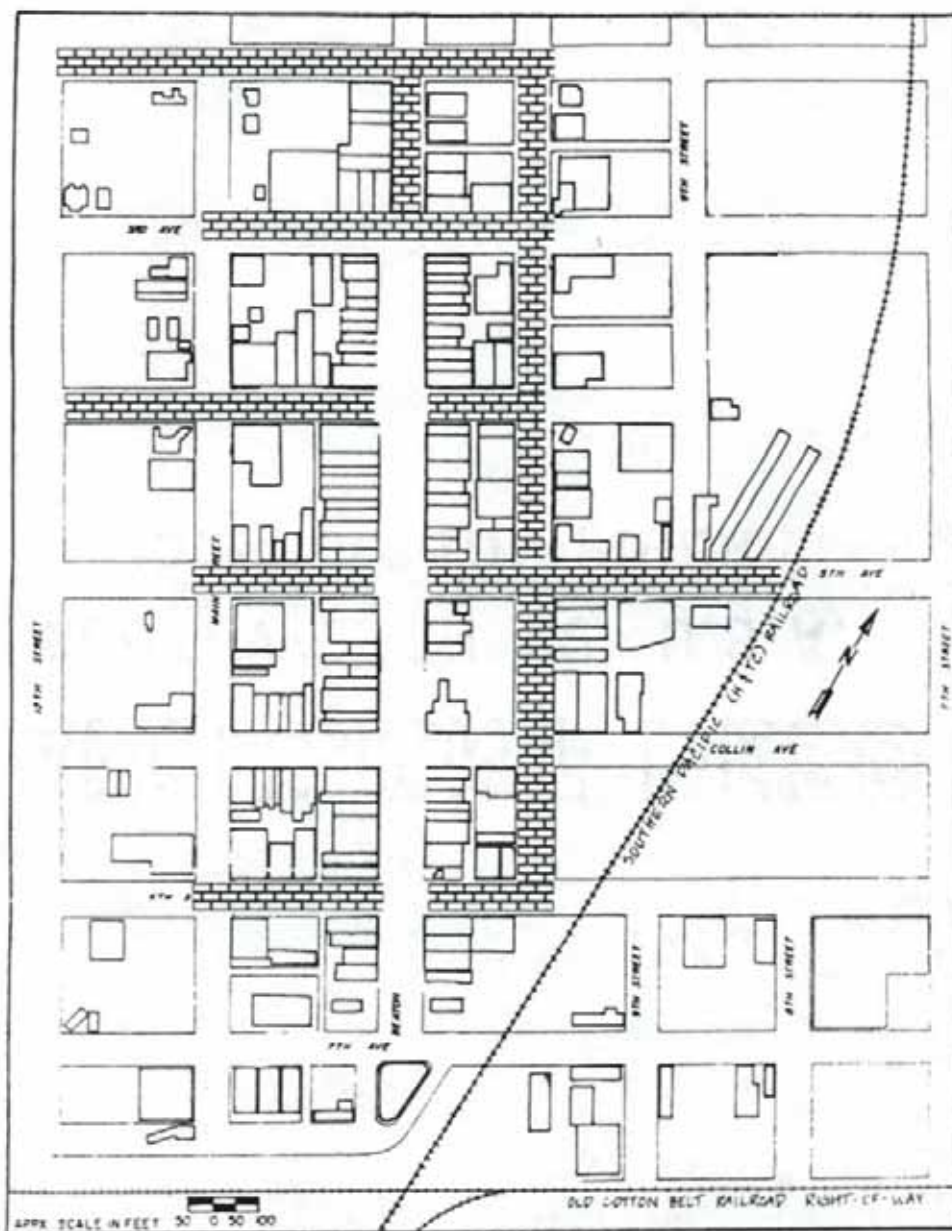 9TH STREET
3RD AVE
MAIN
5TH AVE
10TH STREET
7TH STREET
N
SOUTHERN PACIFIC (H & TC) RAILROAD
COLLIN AVE
6TH
9TH STREET
8TH STREET
BEATON
7TH AVE
OLD COTTON BELT RAILROAD RIGHT-OF-WAY
APPX. SCALE IN FEET 50 0 50 100